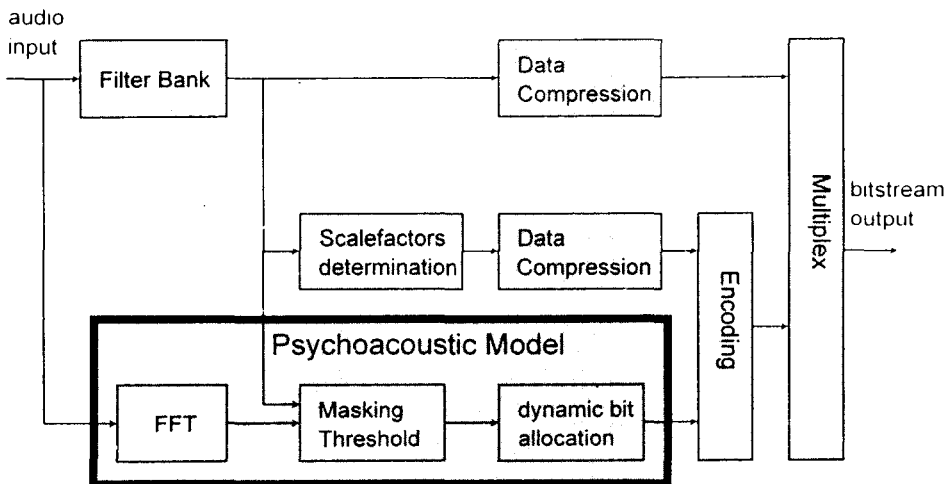 audio
input
Filter Bank
Data
Compression
Scalefactors
determination
Data
Compression
Encoding
Multiplex
bitstream
output
Psychoacoustic Model
FFT
Masking
Threshold
dynamic bit
allocation